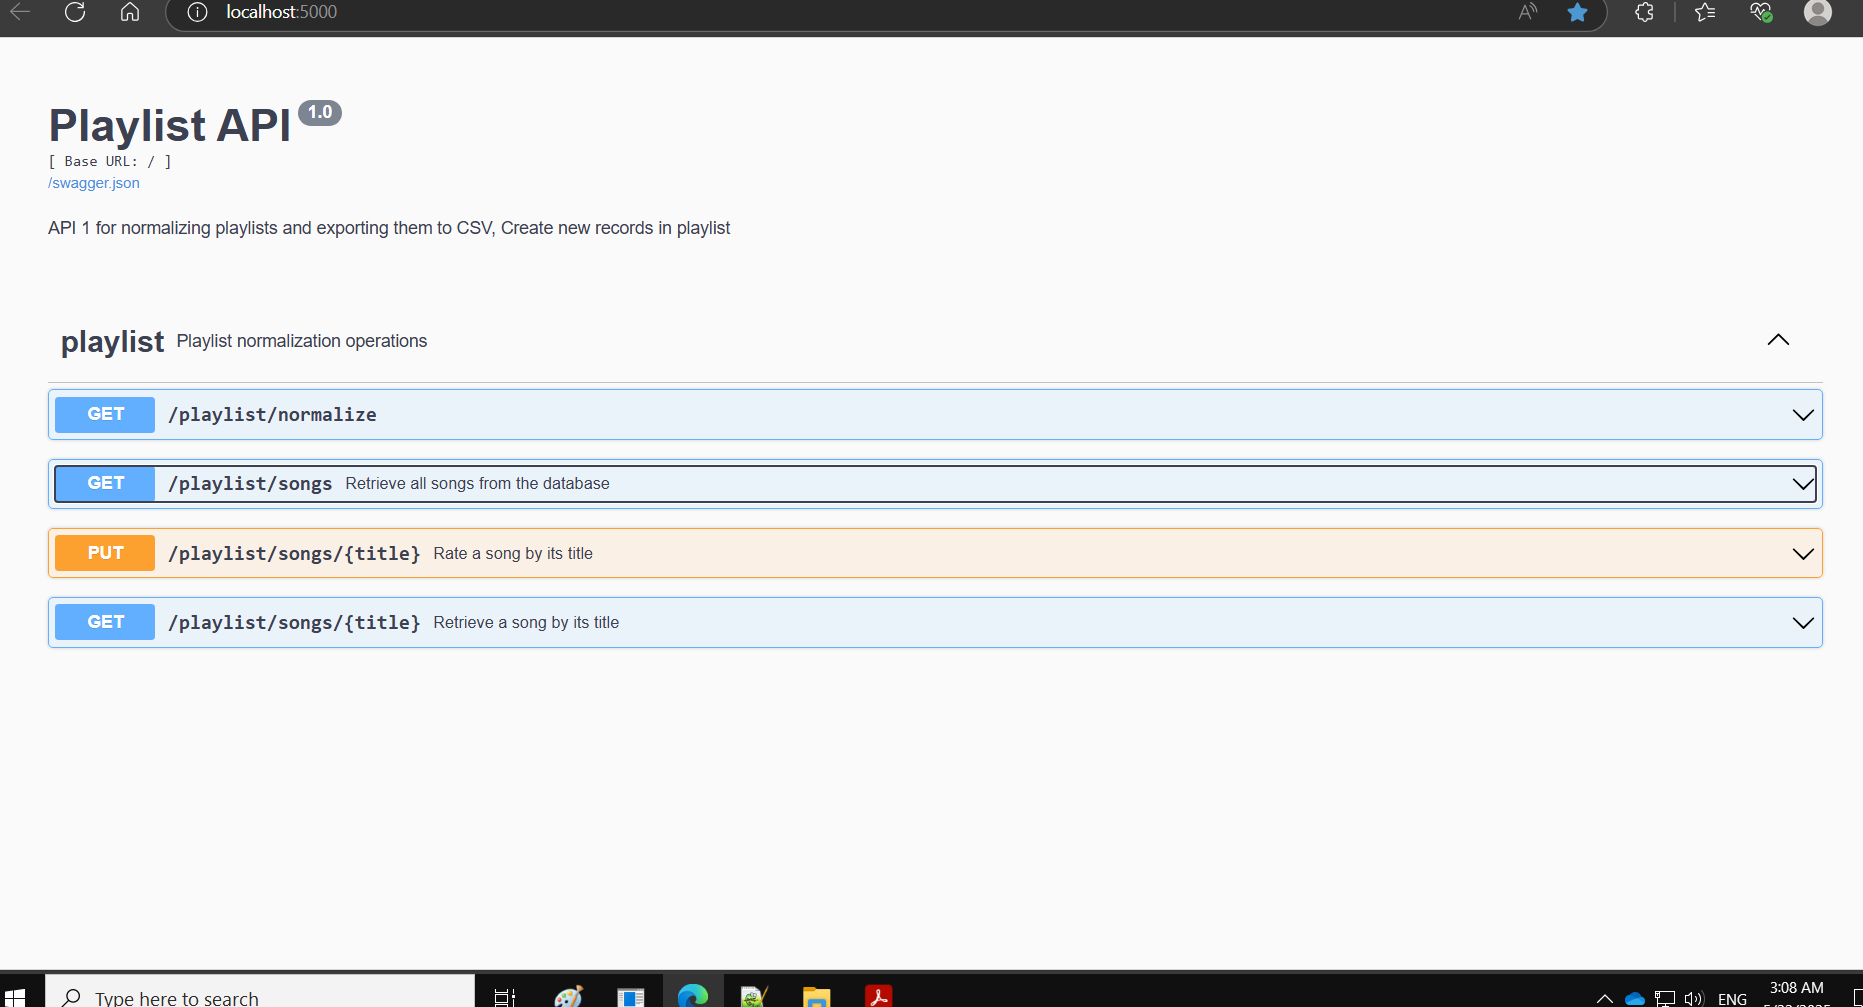 localhost:5000
Playlist API 1.0
[ Base URL: / ]
/swagger.json
API 1 for normalizing playlists and exporting them to CSV, Create new records in playlist
playlist Playlist normalization operations
GET /playlist/normalize
GET /playlist/songs Retrieve all songs from the database
PUT /playlist/songs/{title} Rate a song by its title
GET /playlist/songs/{title} Retrieve a song by its title
Type here to search
ENG
3:08 AM